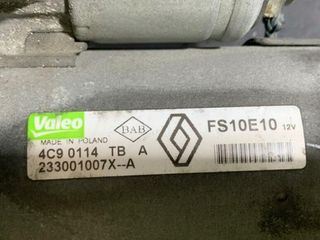 Valeo
MADE IN POLAND
BAB
FS10E10 12V
4C9 0114 TB A
233001007X--A